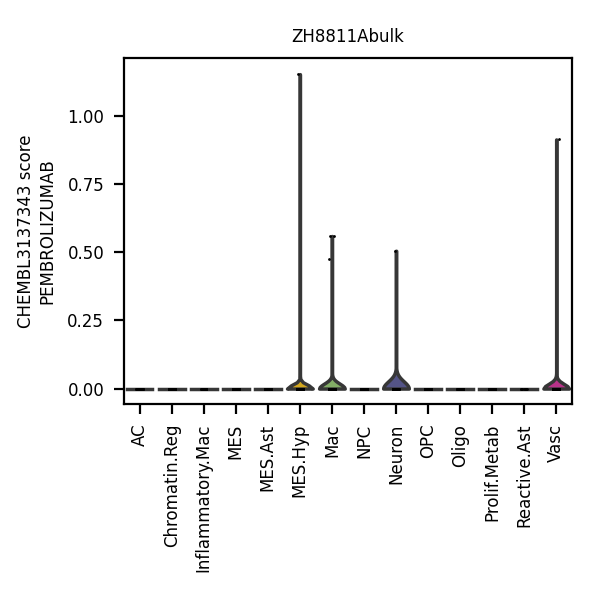 ZH8811Abulk
CHEMBL3137343 score
PEMBROLIZUMAB
1.00
0.75
0.50
0.25
0.00
AC
Chromatin.Reg
Inflammatory.Mac
MES
MES.Ast
MES.Hyp
Mac
NPC
Neuron
OPC
Oligo
Prolif.Metab
Reactive.Ast
Vasc